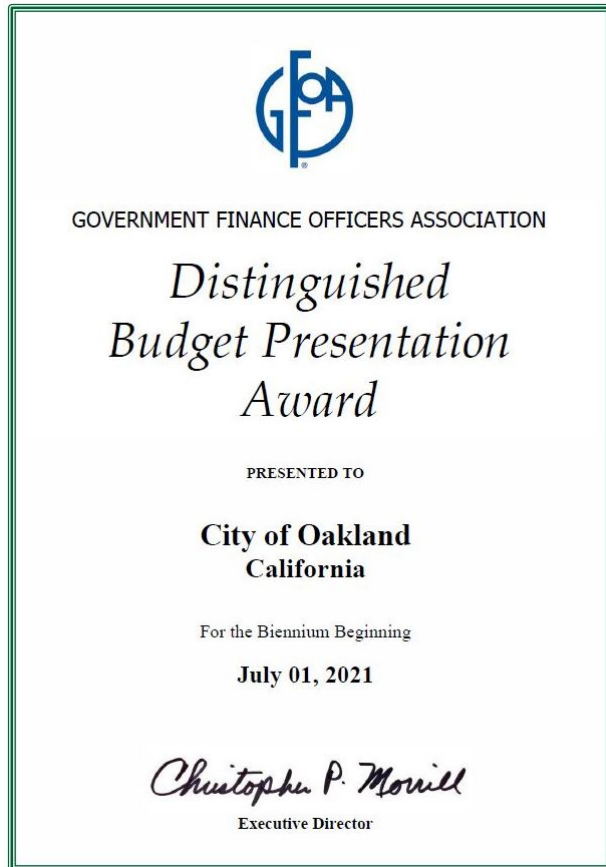 GFOA
®
GOVERNMENT FINANCE OFFICERS ASSOCIATION
Distinguished
Budget Presentation
Award
PRESENTED TO
City of Oakland
California
For the Biennium Beginning
July 01, 2021
Christopher P. Morrill
Executive Director